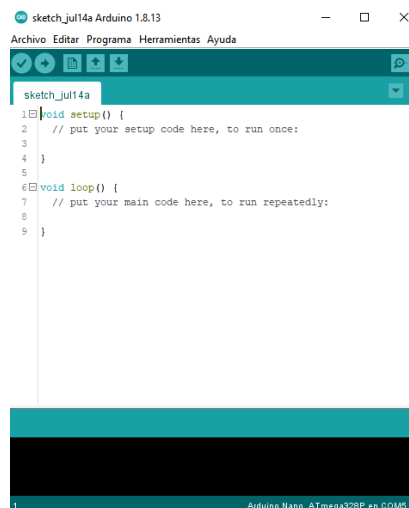 sketch_jul14a Arduino 1.8.13
Archivo Editar Programa Herramientas Ayuda
sketch_jul14a
1 void setup() {
2 // put your setup code here, to run once:
3
4 }
5
6 void loop() {
7 // put your main code here, to run repeatedly:
8
9 }
1 Arduino Nano, ATmega328P en COM5